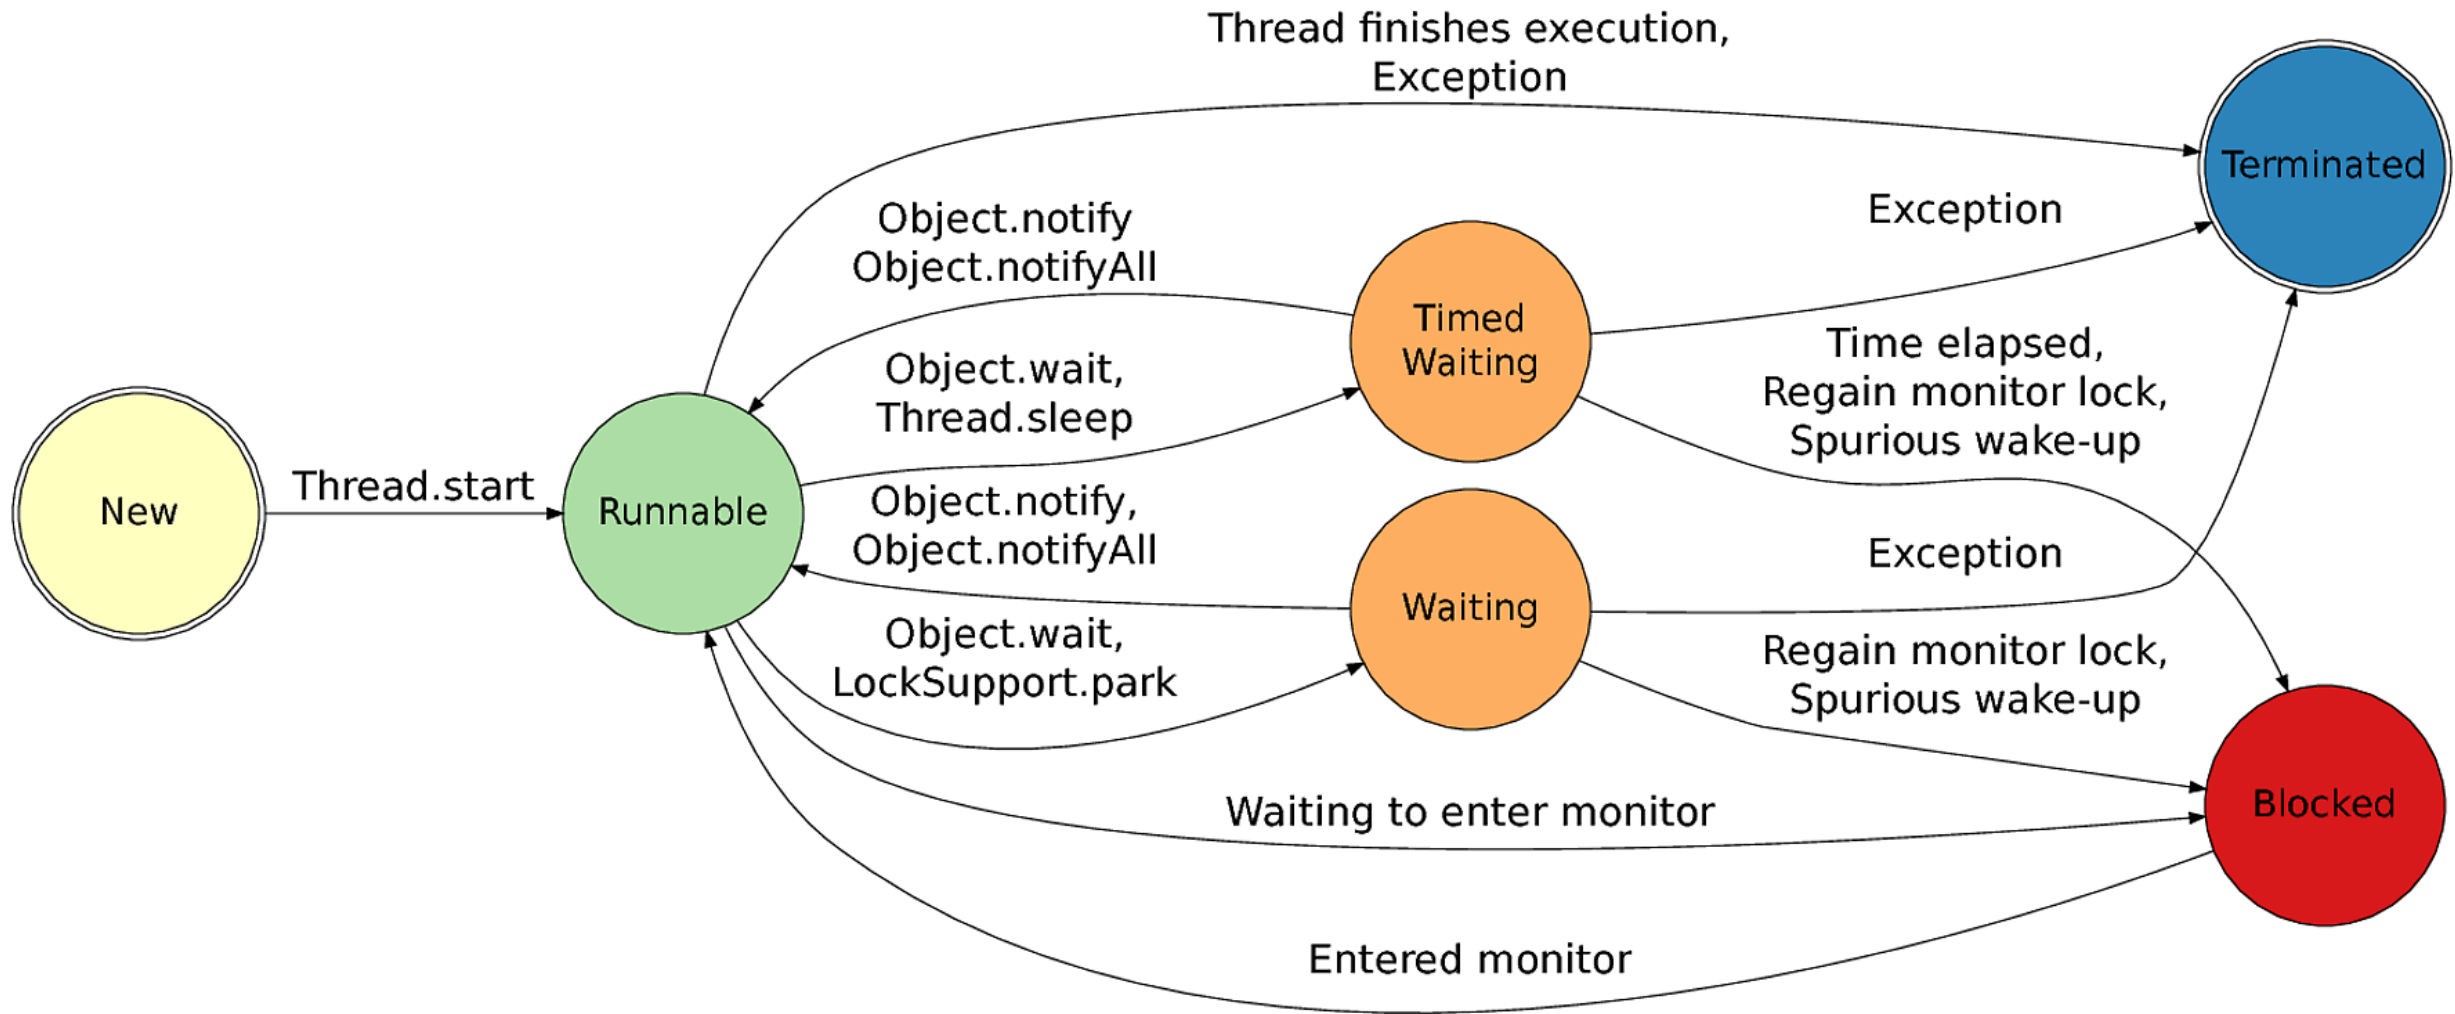 Thread finishes execution,
Exception
Terminated
Exception
Object.notify
Object.notifyAll
Timed
Waiting
Time elapsed,
Regain monitor lock,
Spurious wake-up
Object.wait,
Thread.sleep
New
Thread.start
Runnable
Object.notify,
Object.notifyAll
Waiting
Exception
Object.wait,
LockSupport.park
Regain monitor lock,
Spurious wake-up
Waiting to enter monitor
Blocked
Entered monitor